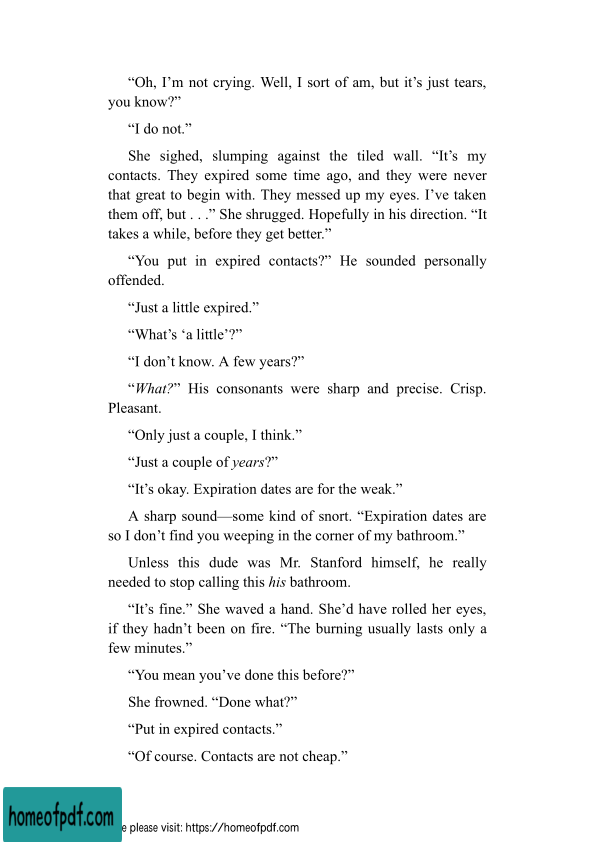 “Oh, I’m not crying. Well, I sort of am, but it’s just tears,
you know?”
“I do not.”
She sighed, slumping against the tiled wall. “It’s my
contacts. They expired some time ago, and they were never
that great to begin with. They messed up my eyes. I’ve taken
them off, but . . .” She shrugged. Hopefully in his direction. “It
takes a while, before they get better.”
“You put in expired contacts?” He sounded personally
offended.
“Just a little expired.”
“What’s ‘a little’?”
“I don’t know. A few years?”
“What?” His consonants were sharp and precise. Crisp.
Pleasant.
“Only just a couple, I think.”
“Just a couple of years?”
“It’s okay. Expiration dates are for the weak.”
A sharp sound—some kind of snort. “Expiration dates are
so I don’t find you weeping in the corner of my bathroom.”
Unless this dude was Mr. Stanford himself, he really
needed to stop calling this his bathroom.
“It’s fine.” She waved a hand. She’d have rolled her eyes,
if they hadn’t been on fire. “The burning usually lasts only a
few minutes.”
“You mean you’ve done this before?”
She frowned. “Done what?”
“Put in expired contacts.”
“Of course. Contacts are not cheap.”
homeofpdf.com
please visit: https://homeofpdf.com